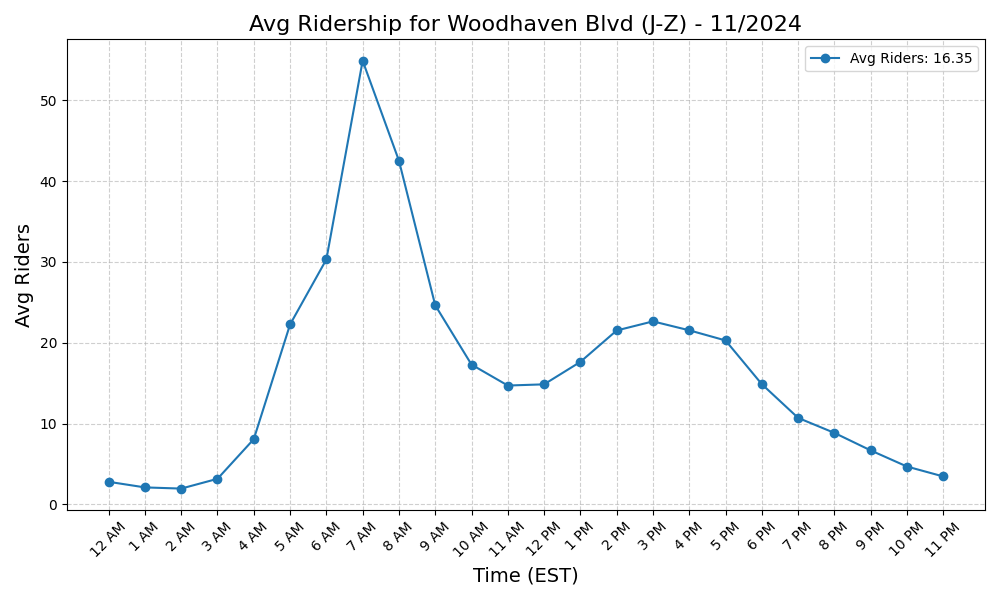 Avg Ridership for Woodhaven Blvd (J-Z) - 11/2024
Avg Riders: 16.35
Avg Riders
50
40
30
20
10
0
12 AM
1 AM
2 AM
3 AM
4 AM
5 AM
6 AM
7 AM
8 AM
9 AM
10 AM
11 AM
12 PM
1 PM
2 PM
3 PM
4 PM
5 PM
6 PM
7 PM
8 PM
9 PM
10 PM
11 PM
Time (EST)